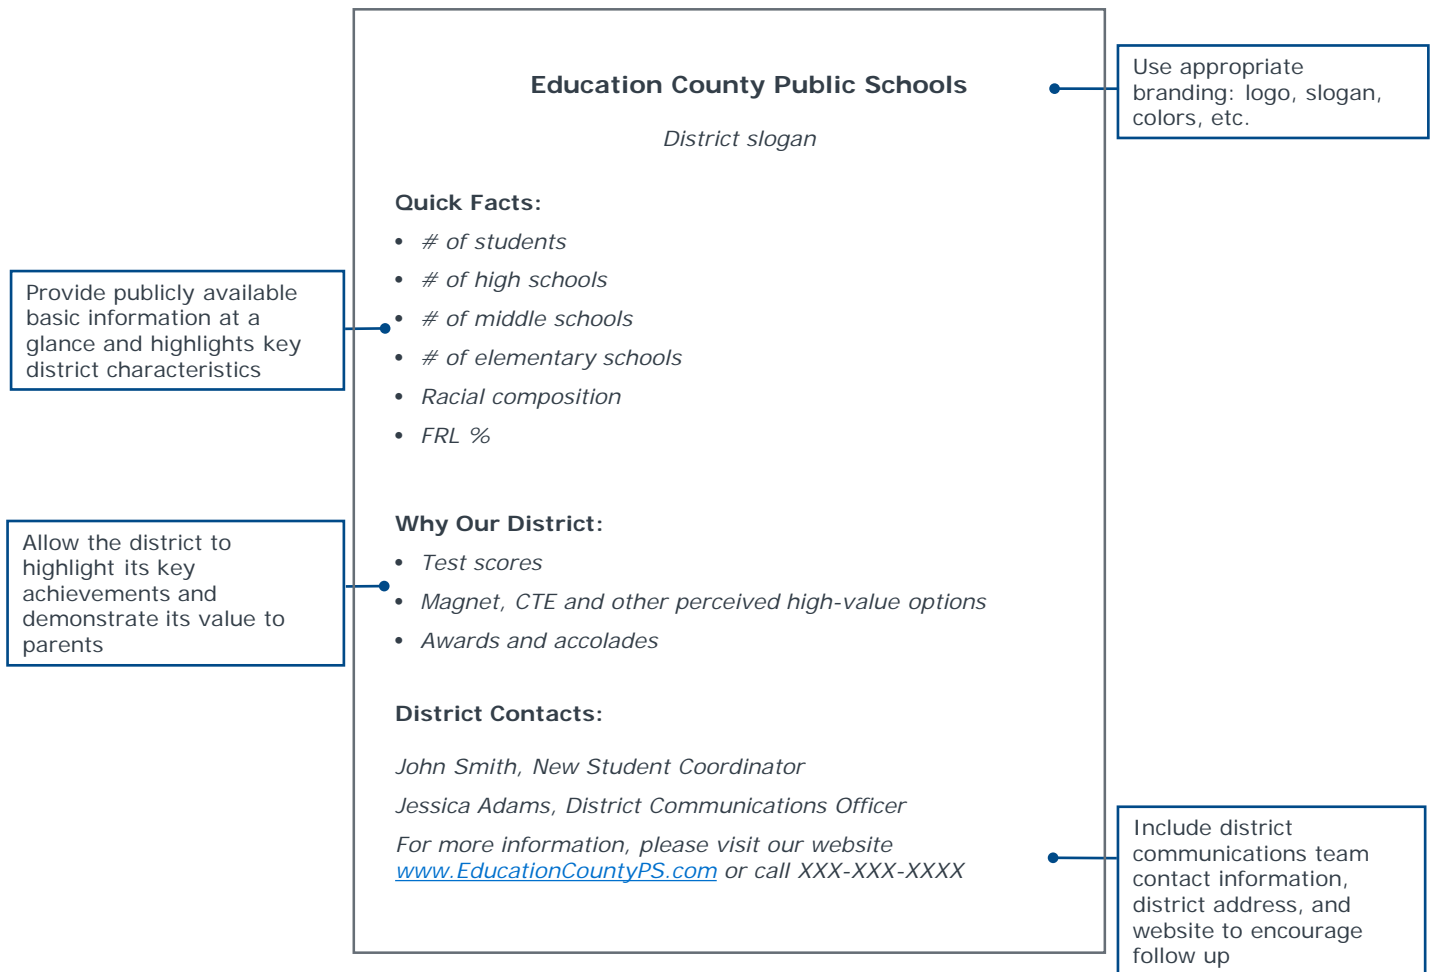 Education County Public Schools
District slogan
Use appropriate
branding: logo, slogan,
colors, etc.
Quick Facts:
• # of students
• # of high schools
• # of middle schools
• # of elementary schools
• Racial composition
• FRL %
Provide publicly available
basic information at a
glance and highlights key
district characteristics
Why Our District:
• Test scores
• Magnet, CTE and other perceived high-value options
• Awards and accolades
Allow the district to
highlight its key
achievements and
demonstrate its value to
parents
District Contacts:
John Smith, New Student Coordinator
Jessica Adams, District Communications Officer
For more information, please visit our website
www.EducationCountyPS.com or call XXX-XXX-XXXX
Include district
communications team
contact information,
district address, and
website to encourage
follow up